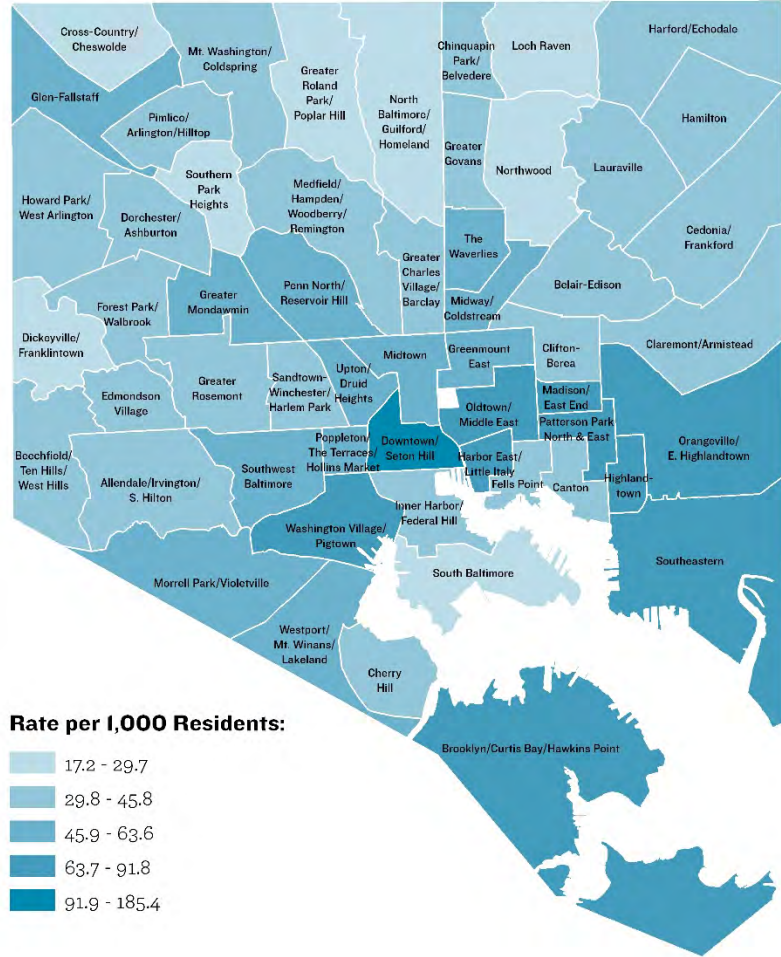 Cross-Country/
Cheswolde
Mt. Washington/
Coldspring
Greater
Roland
Park/
Poplar Hill
North
Baltimore/
Guilford/
Homeland
Chinquapin
Park/
Belvedere
Loch Raven
Harford/Echodale
Glen-Fallstaff
Pimlico/
Arlington/Hilltop
Greater
Govans
Hamilton
Southern
Park
Heights
Northwood
Lauraville
Howard Park/
West Arlington
Dorchester/
Ashburton
Medfield/
Hampden/
Woodberry/
Remington
Cedonia/
Frankford
The
Waverlies
Greater
Charles
Village/
Barclay
Belair-Edison
Penn North/
Reservoir Hill
Greater
Mondawmin
Midway/
Coldstream
Forest Park/
Walbrook
Dickeyville/
Franklintown
Claremont/Armistead
Midtown
Greenmount
East
Clifton-
Berea
Edmondson
Village
Greater
Rosemont
Sandtown-
Winchester/
Harlem Park
Upton/
Druid
Heights
Oldtown/
Middle East
Madison/
East End
Patterson Park
North & East
Orangeville/
E. Highlandtown
Beechfield/
Ten Hills/
West Hills
Allendale/Irvington/
S. Hilton
Southwest
Baltimore
Poppleton/
The Terraces/
Hollins Market
Downtown/
Seton Hill
Harbor East/
Little Italy
Fells Point
Canton
Highland-
town
Inner Harbor/
Federal Hill
Washington Village/
Pigtown
Southeastern
South Baltimore
Morrell Park/Violetville
Westport/
Mt. Winans/
Lakeland
Cherry
Hill
Brooklyn/Curtis Bay/Hawkins Point
Rate per 1,000 Residents:
17.2 - 29.7
29.8 - 45.8
45.9 - 63.6
63.7 - 91.8
91.9 - 185.4